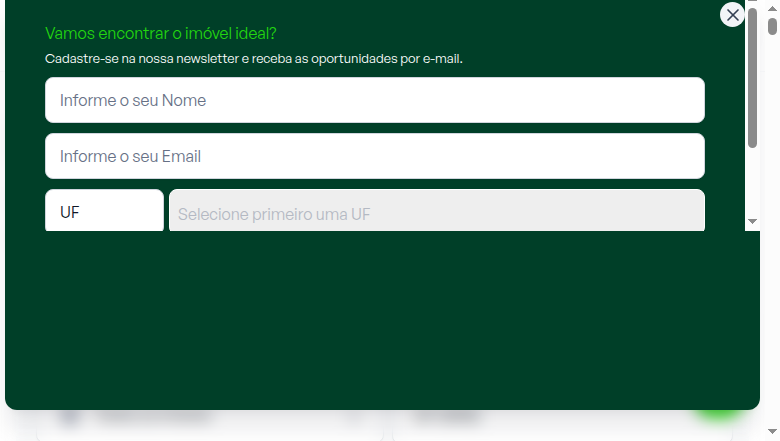 Vamos encontrar o imóvel ideal?
Cadastre-se na nossa newsletter e receba as oportunidades por e-mail.
Informe o seu Nome
Informe o seu Email
UF
Selecione primeiro uma UF